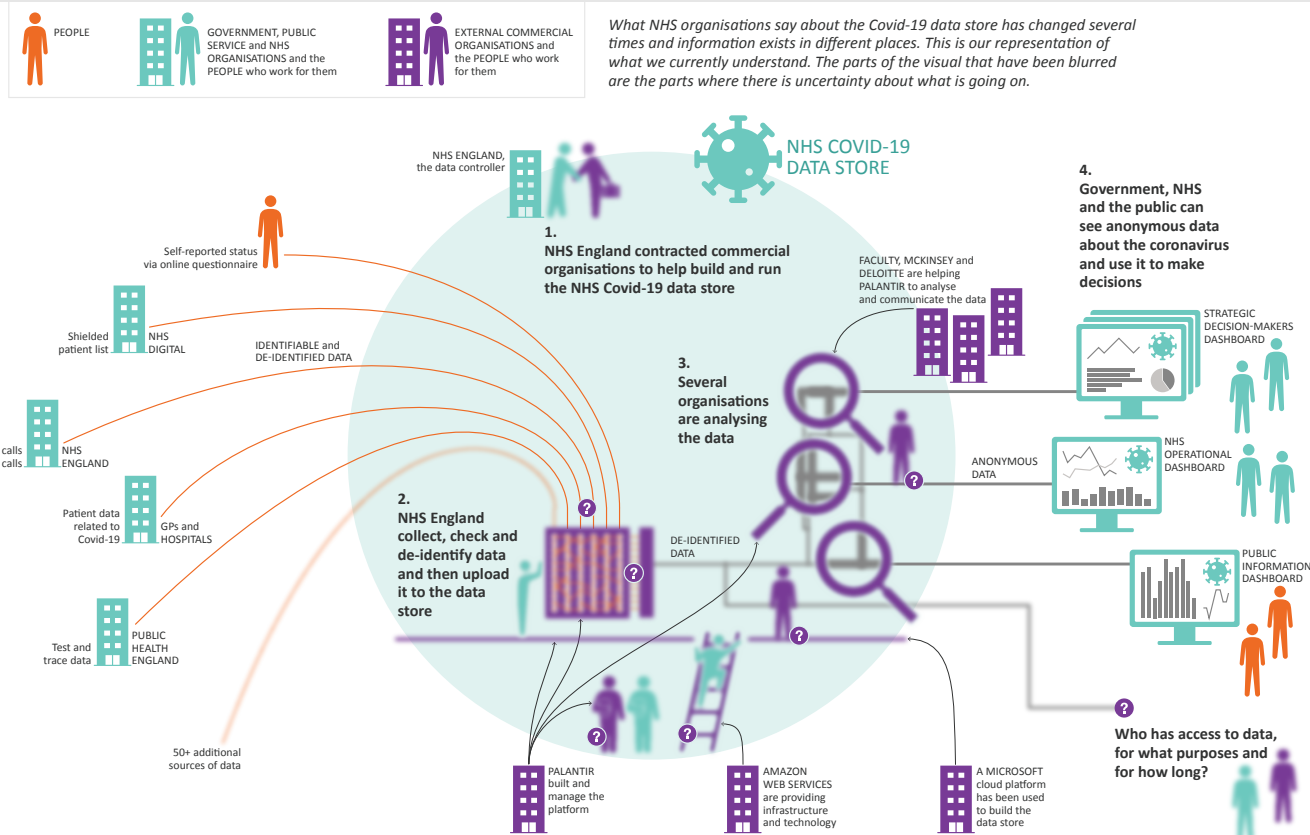 PEOPLE
GOVERNMENT, PUBLIC
SERVICE and NHS
ORGANISATIONS and the
PEOPLE who work for them
EXTERNAL COMMERCIAL
ORGANISATIONS and
the PEOPLE who work
for them
What NHS organisations say about the Covid-19 data store has changed several
times and information exists in different places. This is our representation of
what we currently understand. The parts of the visual that have been blurred
are the parts where there is uncertainty about what is going on.
NHS COVID-19
DATA STORE
NHS ENGLAND,
the data controller
1.
NHS England contracted commercial
organisations to help build and run
the NHS Covid-19 data store
Self-reported status
via online questionnaire
Shielded
patient list
NHS
DIGITAL
IDENTIFIABLE and
DE-IDENTIFIED DATA
calls
calls
NHS
ENGLAND
Patient data
related to
Covid-19
GPs and
HOSPITALS
Test and
trace data
PUBLIC
HEALTH
ENGLAND
50+ additional
sources of data
2.
NHS England
collect, check and
de-identify data
and then upload
it to the data
store
?
?
DE-IDENTIFIED
DATA
3.
Several
organisations
are analysing
the data
FACULTY, MCKINSEY and
DELOITTE are helping
PALANTIR to analyse
and communicate the data
?
ANONYMOUS
DATA
?
?
?
PALANTIR
built and
manage the
platform
AMAZON
WEB SERVICES
are providing
infrastructure
and technology
A MICROSOFT
cloud platform
has been used
to build the
data store
4.
Government, NHS
and the public can
see anonymous data
about the coronavirus
and use it to make
decisions
STRATEGIC
DECISION-MAKERS
DASHBOARD
NHS
OPERATIONAL
DASHBOARD
PUBLIC
INFORMATION
DASHBOARD
?
Who has access to data,
for what purposes and
for how long?